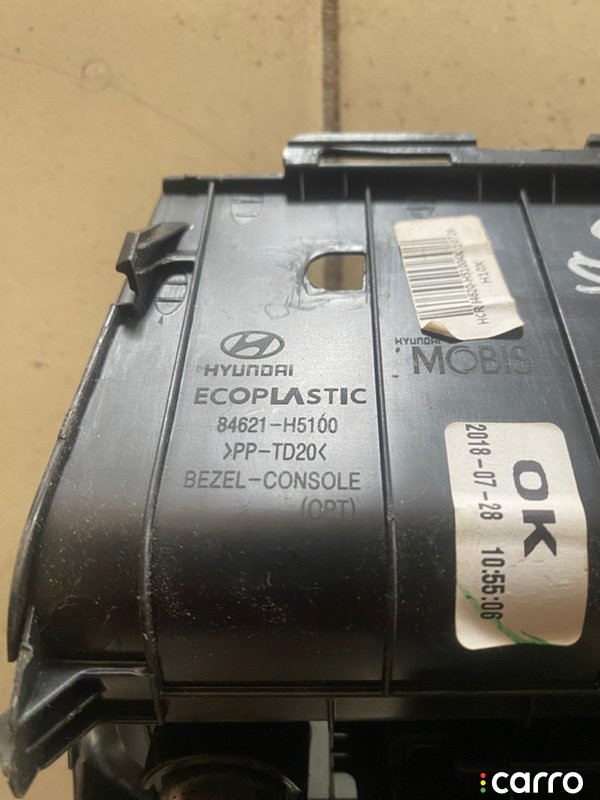 HYUNDAI
ECOPLASTIC
84621-H5100
>PP-TD20<
BEZEL-CONSOLE
(OPT)
H10X
HYUNDAI
MOBIS
OK
2018-07-28 10:55:06
carro